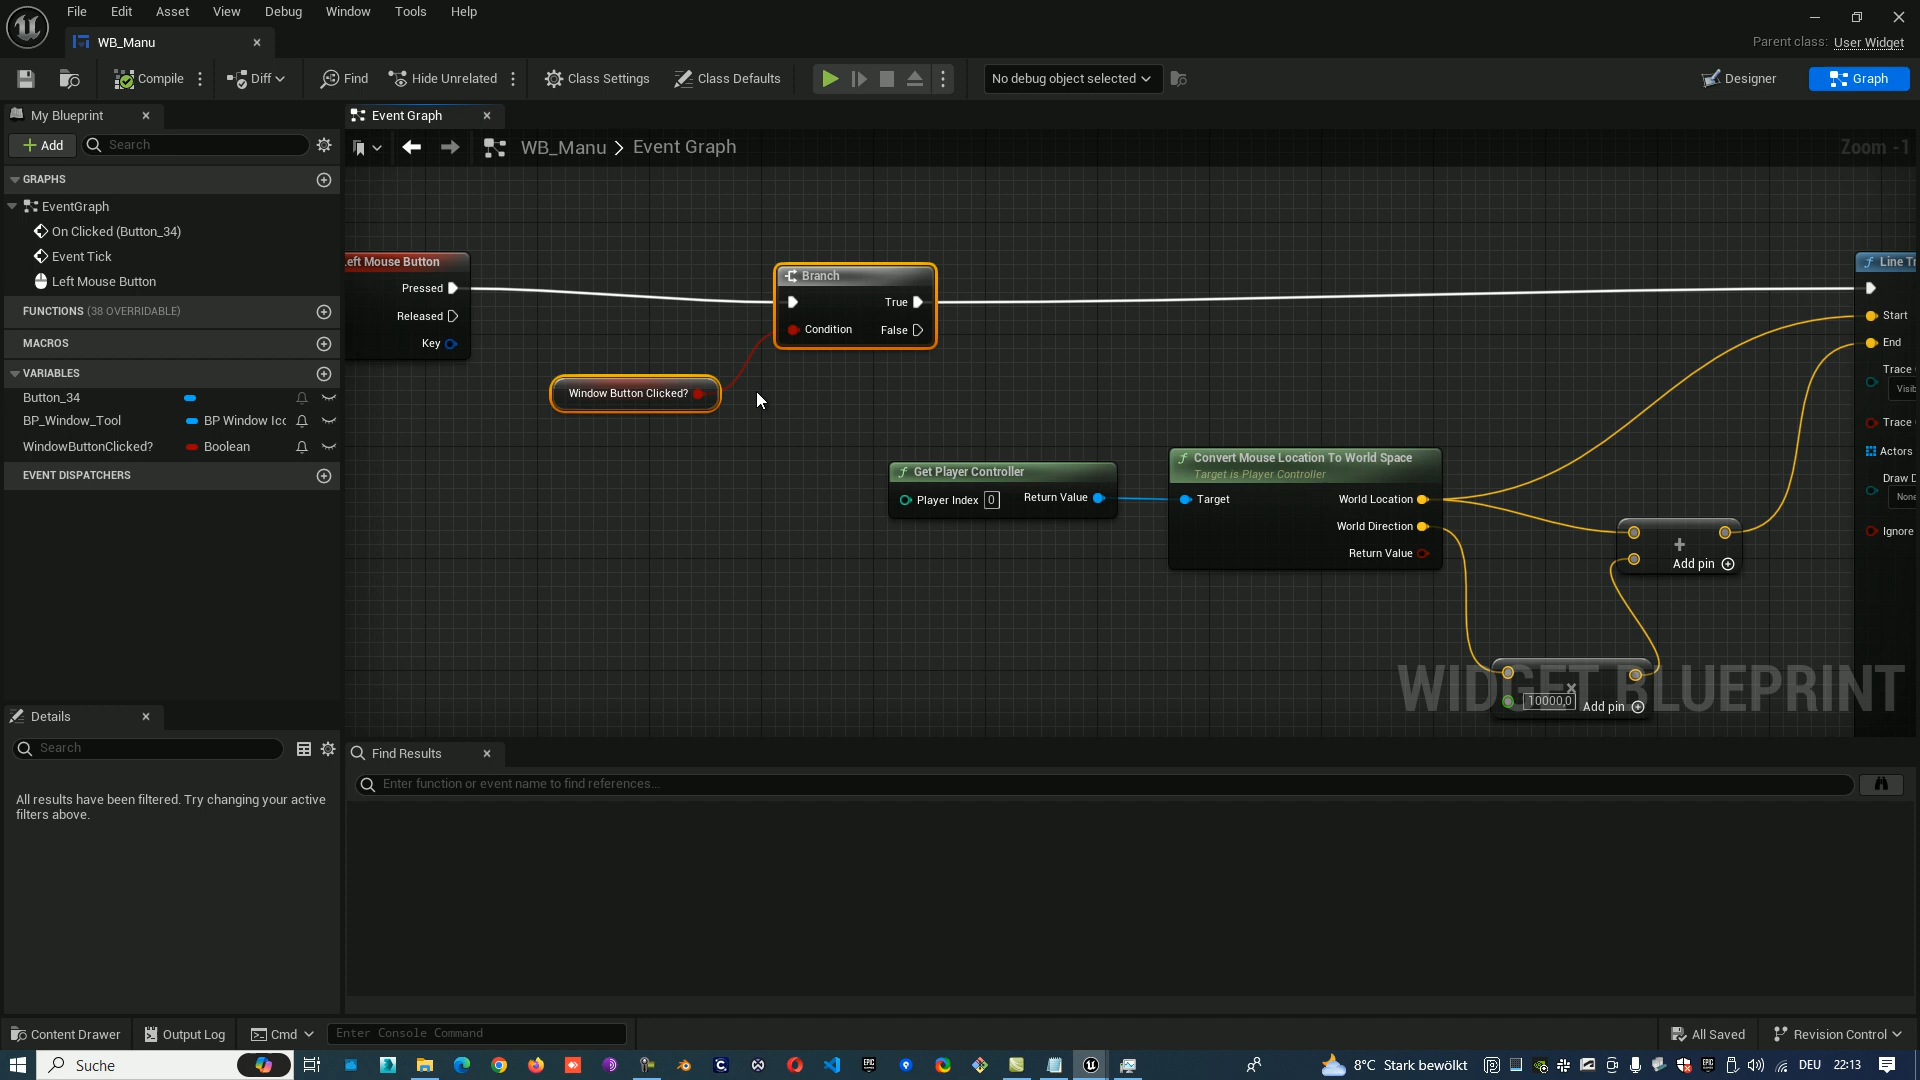 File Edit Asset View Debug Window Tools Help
WB_Manu
Parent class: User Widget
Compile Diff Find Hide Unrelated Class Settings Class Defaults No debug object selected Designer Graph
My Blueprint
Event Graph
Add Search
WB_Manu > Event Graph
Zoom -1
GRAPHS
EventGraph
On Clicked (Button_34)
Event Tick
Left Mouse Button
FUNCTIONS (38 OVERRIDABLE)
MACROS
VARIABLES
Button_34
BP_Window_Tool BP Window Icc
WindowButtonClicked? Boolean
EVENT DISPATCHERS
eft Mouse Button
Pressed
Released
Key
Branch
True
Condition False
Window Button Clicked?
Get Player Controller
Player Index 0 Return Value
Convert Mouse Location To World Space
Target is Player Controller
Target World Location
World Direction
Return Value
Add pin
10000,0 Add pin
Line Tr
Start
End
Trace
Visib
Trace
Actors
Draw D
None
Ignore
WIDGET BLUEPRINT
Details
Search
All results have been filtered. Try changing your active
filters above.
Find Results
Enter function or event name to find references...
Content Drawer Output Log Cmd Enter Console Command All Saved Revision Control
Suche 8°C Stark bewölkt DEU 22:13